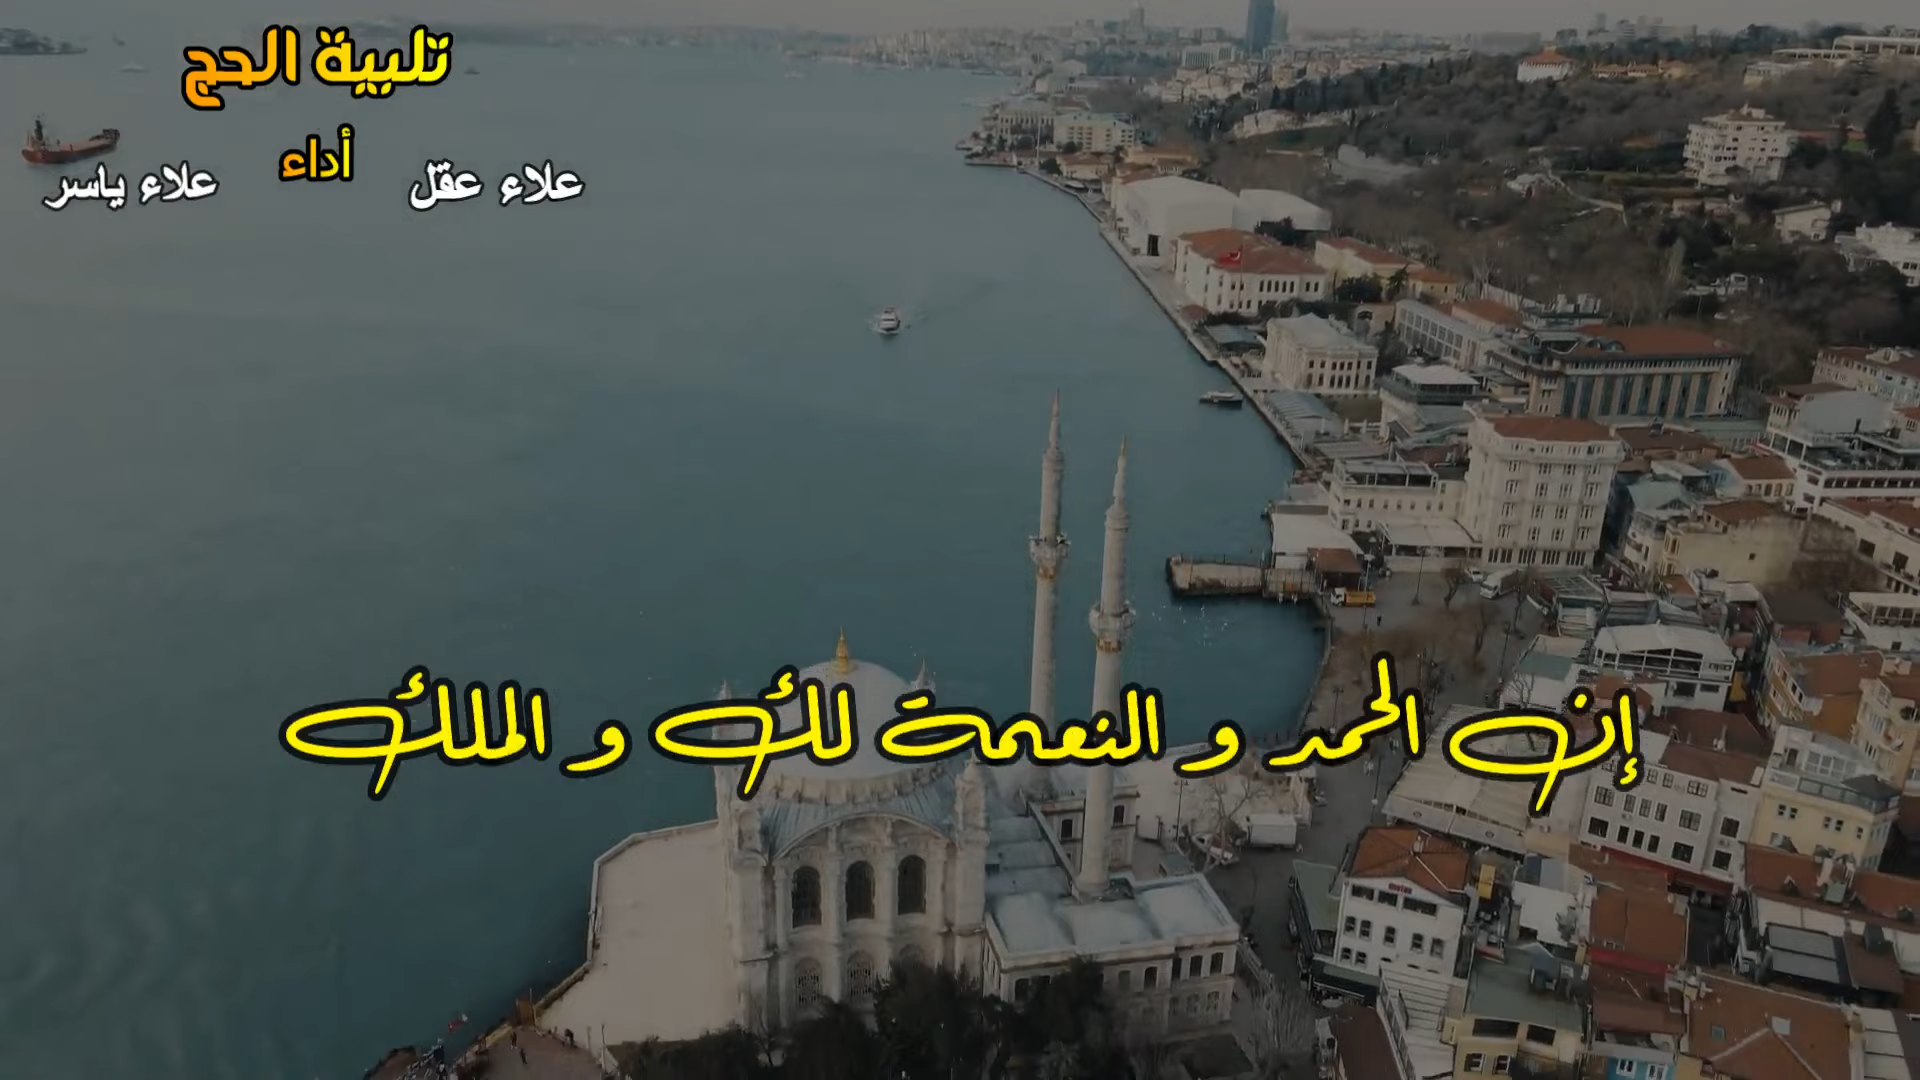 تلبية الحج
أداء
علاء عقل علاء ياسر
إن الحمد و النعمة لك و الملك